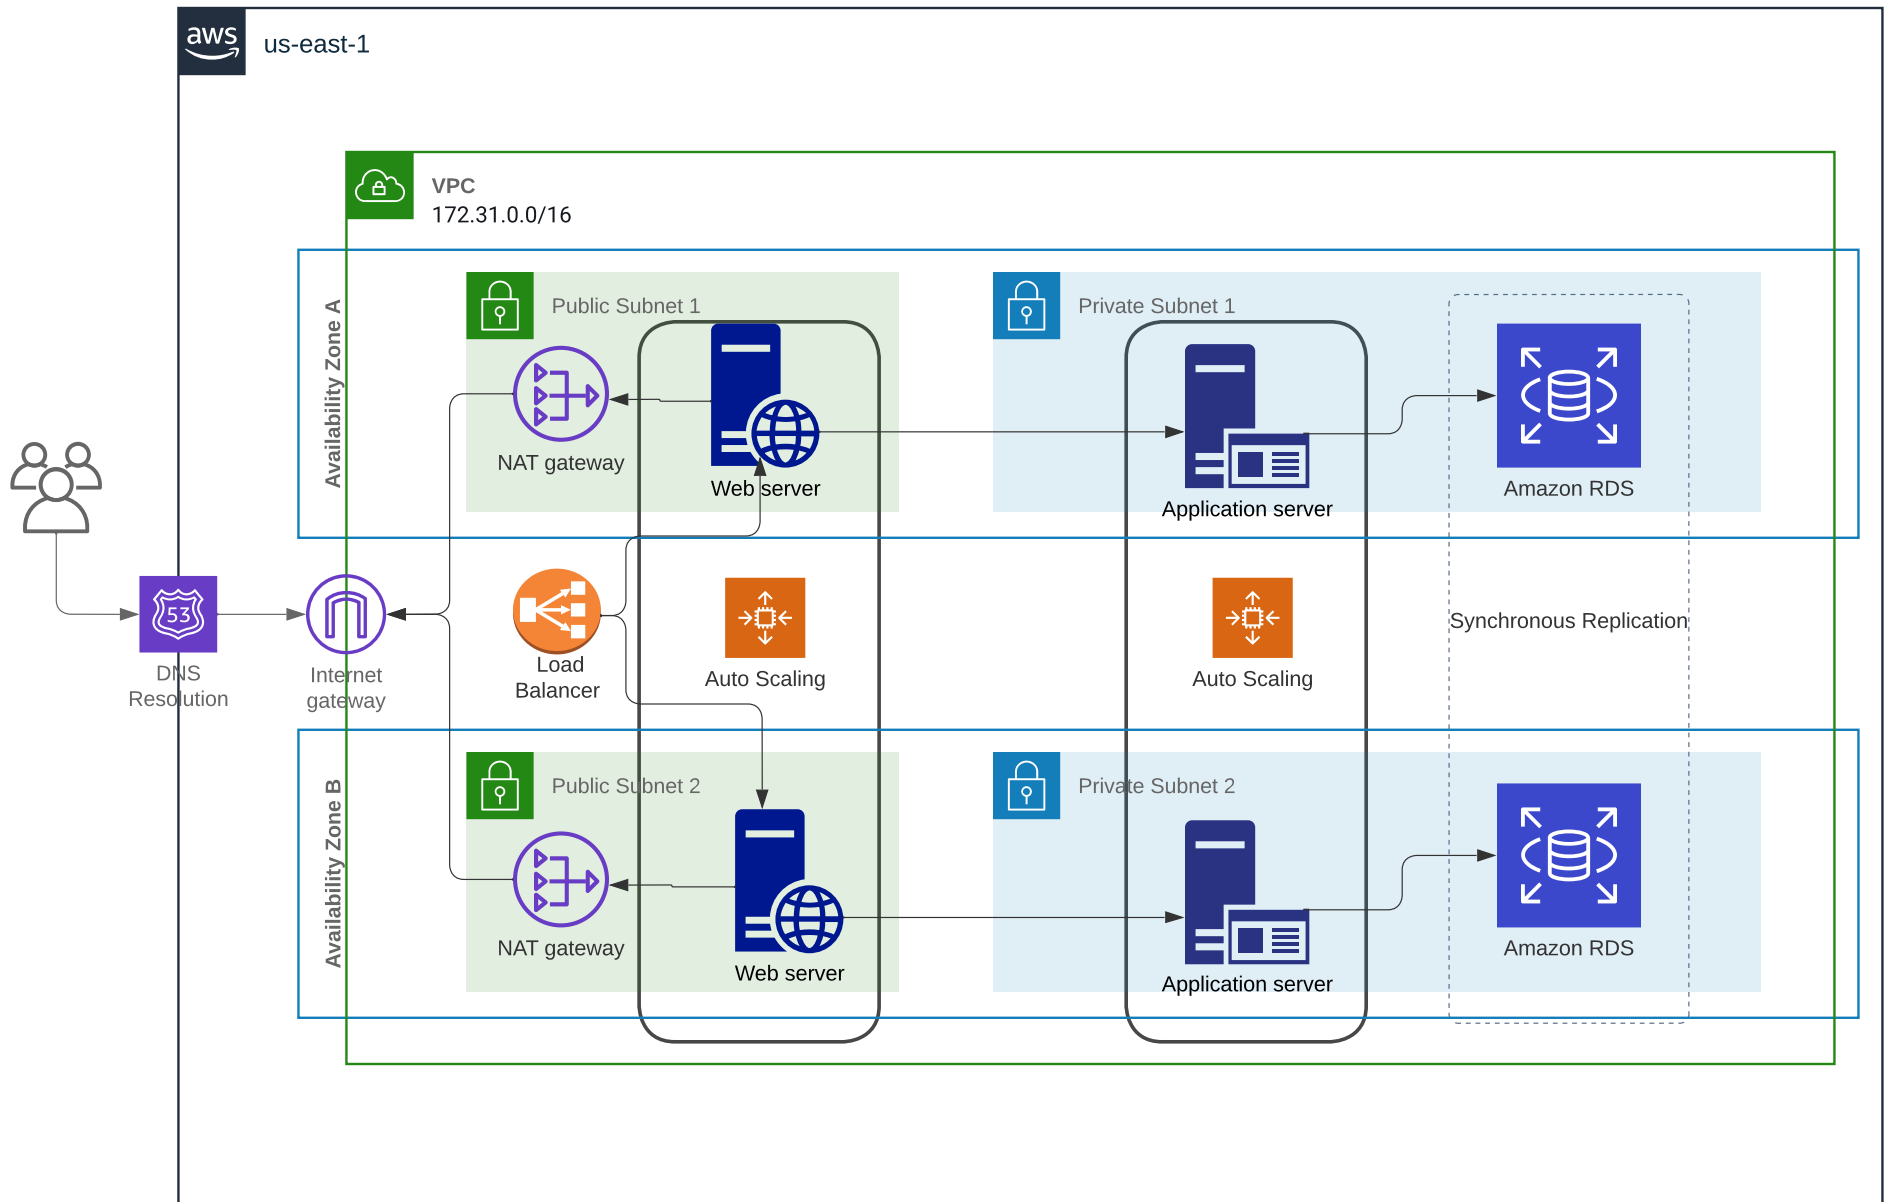 aws
us-east-1
VPC
172.31.0.0/16
Availability Zone A
Public Subnet 1
NAT gateway
Web server
Private Subnet 1
Application server
Amazon RDS
53
DNS
Resolution
Internet
gateway
Load
Balancer
Auto Scaling
Auto Scaling
Synchronous Replication
Availability Zone B
Public Subnet 2
NAT gateway
Web server
Private Subnet 2
Application server
Amazon RDS